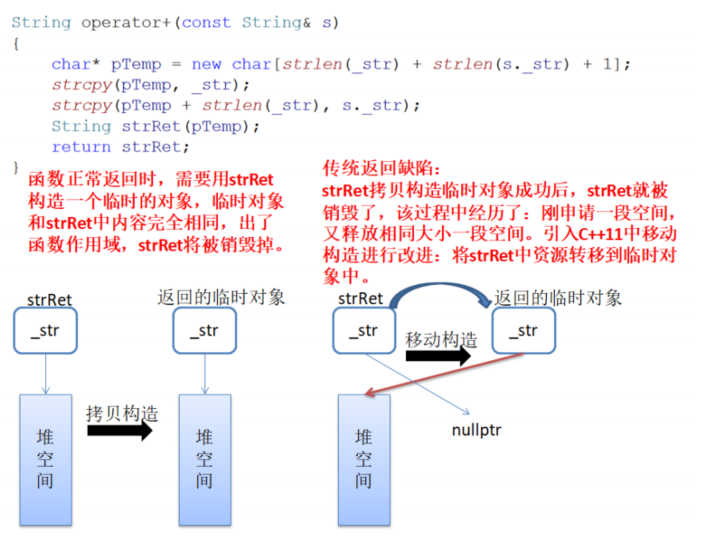 String operator+(const String& s)
{
char* pTemp = new char[strlen(_str) + strlen(s._str) + 1];
strcpy(pTemp, _str);
strcpy(pTemp + strlen(_str), s._str);
String strRet(pTemp);
return strRet;
}
函数正常返回时，需要用strRet
构造一个临时的对象，临时对象
和strRet中内容完全相同，出了
函数作用域，strRet将被销毁掉。
传统返回缺陷：
strRet拷贝构造临时对象成功后，strRet就被
销毁了，该过程中经历了：刚申请一段空间，
又释放相同大小一段空间。引入C++11中移动
构造进行改进：将strRet中资源转移到临时对
象中。
strRet
返回的临时对象
_str
_str
拷贝构造
堆空间
堆空间
strRet
返回的临时对象
_str
_str
移动构造
nullptr
堆空间